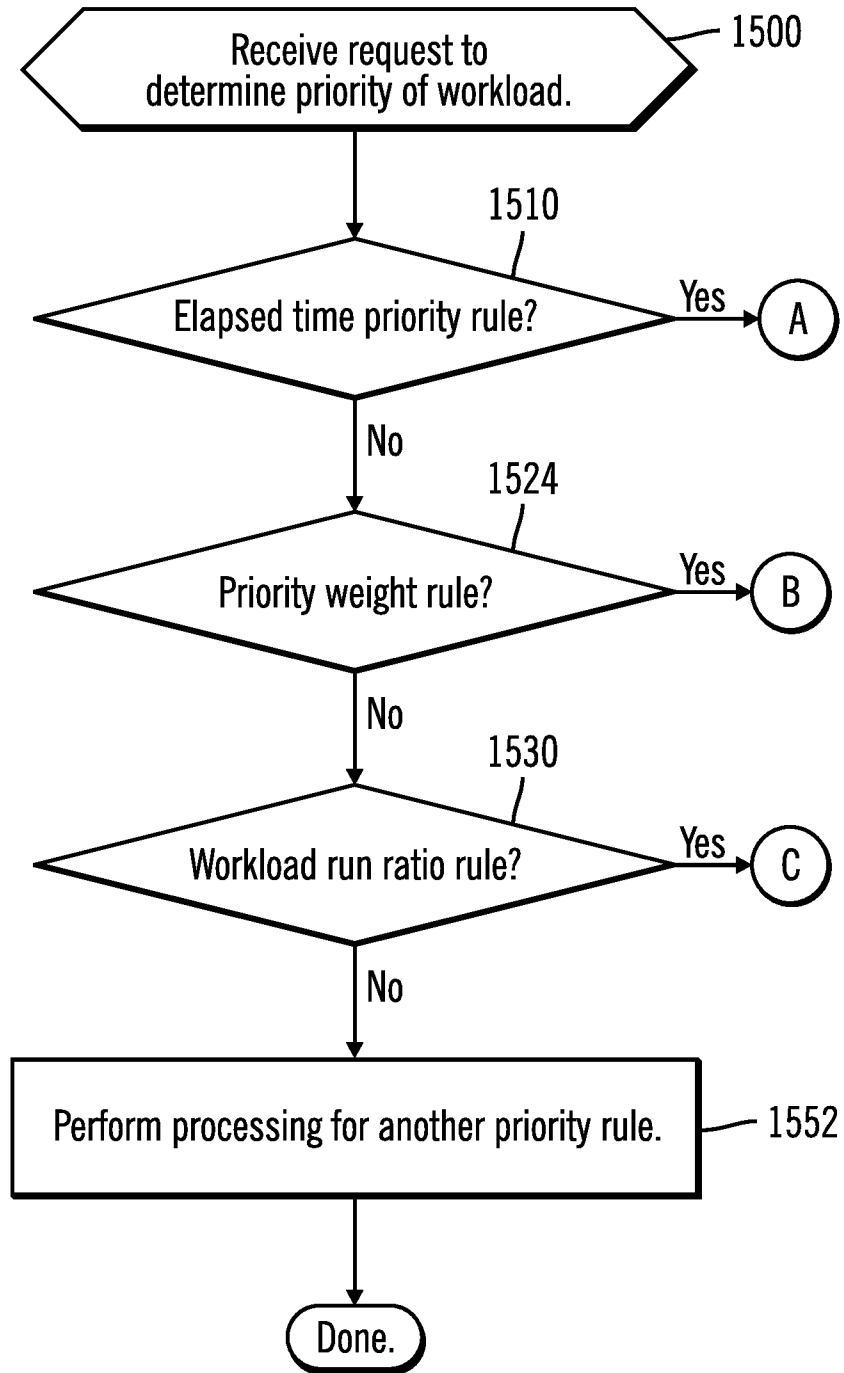 Receive request to
determine priority of workload.
1500
1510
Elapsed time priority rule?
Yes
A
No
1524
Priority weight rule?
Yes
B
No
1530
Workload run ratio rule?
Yes
C
No
Perform processing for another priority rule.
1552
Done.